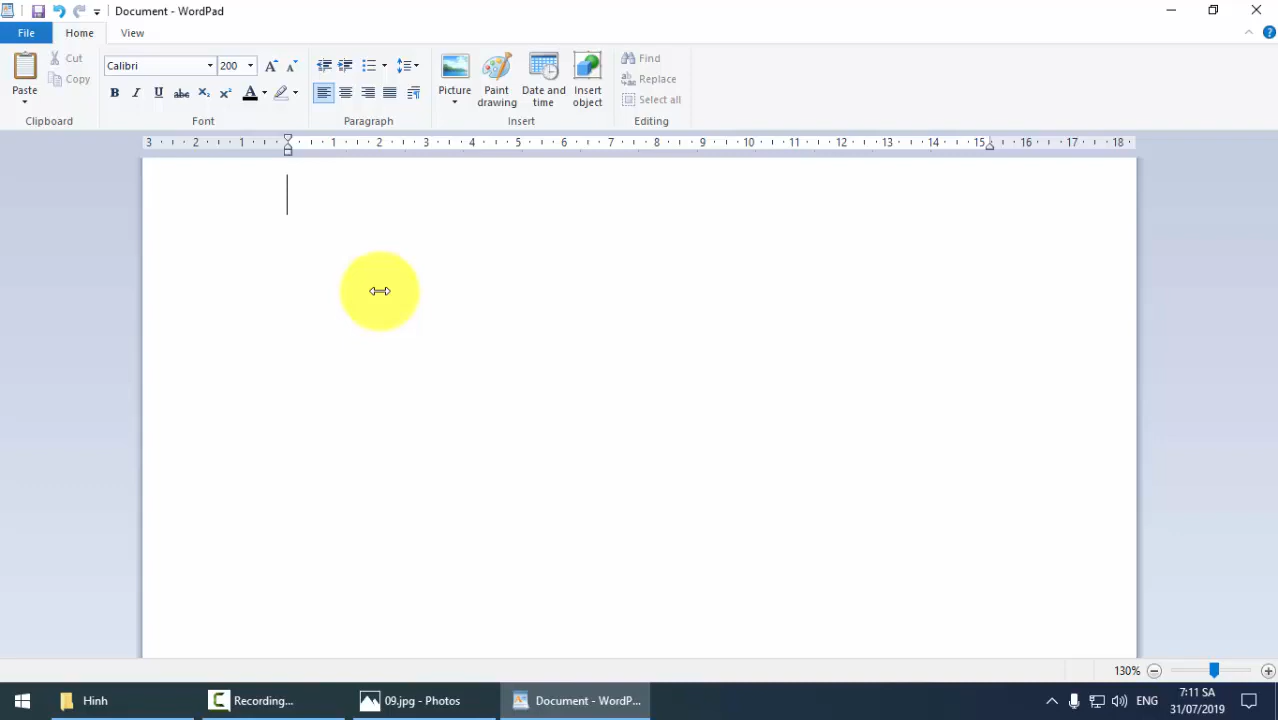 Document - WordPad
File Home View
Calibri 200
Cut
Copy
Paste
B I U abc X₂ X² A
Picture
Paint drawing
Date and time
Insert object
Find
Replace
Select all
Clipboard Font Paragraph Insert Editing
3 2 1 1 2 3 4 5 6 7 8 9 10 11 12 13 14 15 16 17 18
130%
Hinh Recording... 09.jpg - Photos Document - WordP... ENG
7:11 SA
31/07/2019